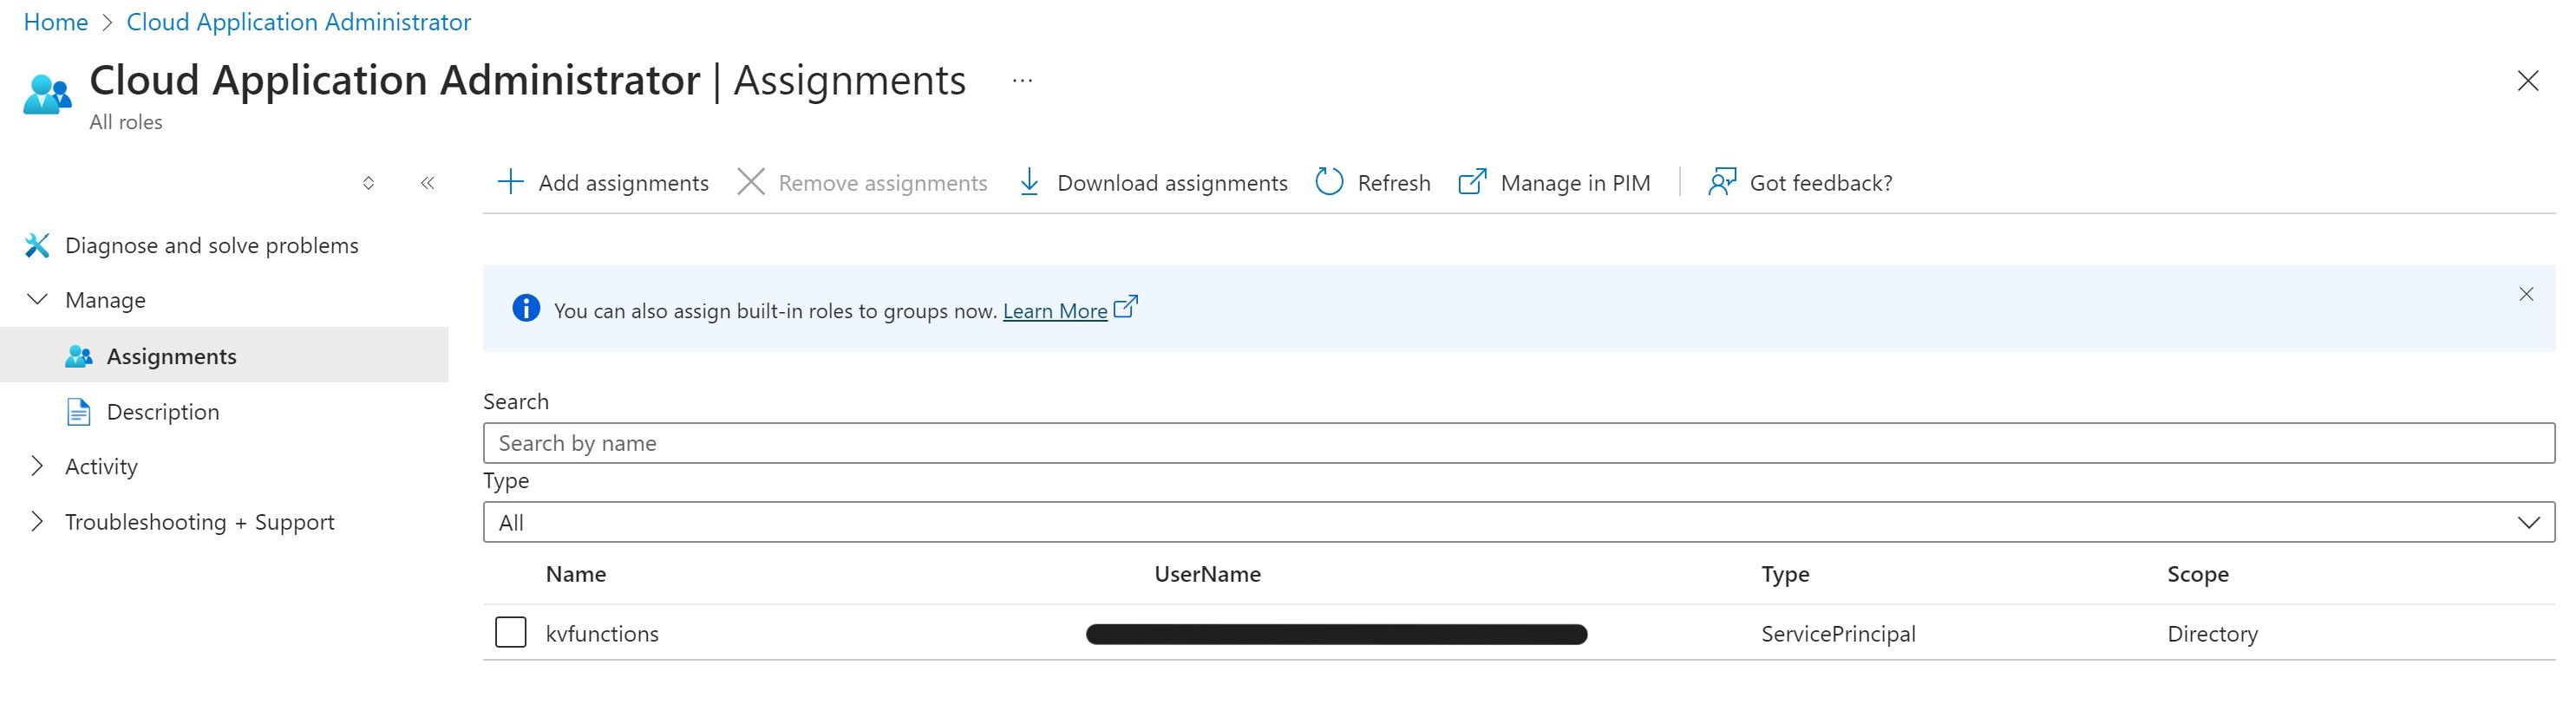 Home > Cloud Application Administrator
Cloud Application Administrator | Assignments ...
All roles
Add assignments Remove assignments Download assignments Refresh Manage in PIM Got feedback?
Diagnose and solve problems
Manage
Assignments
Description
Activity
Troubleshooting + Support
You can also assign built-in roles to groups now. Learn More
Search
Search by name
Type
All
Name UserName Type Scope
kvfunctions ServicePrincipal Directory